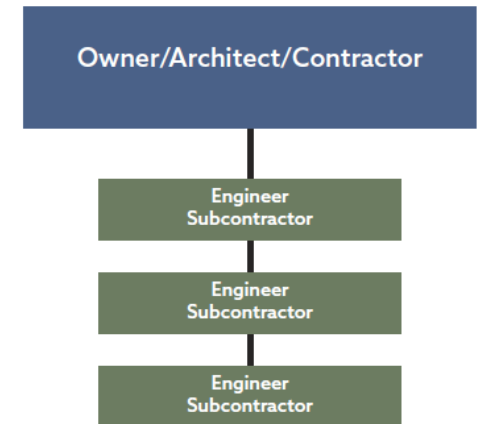 Owner/Architect/Contractor
Engineer
Subcontractor
Engineer
Subcontractor
Engineer
Subcontractor